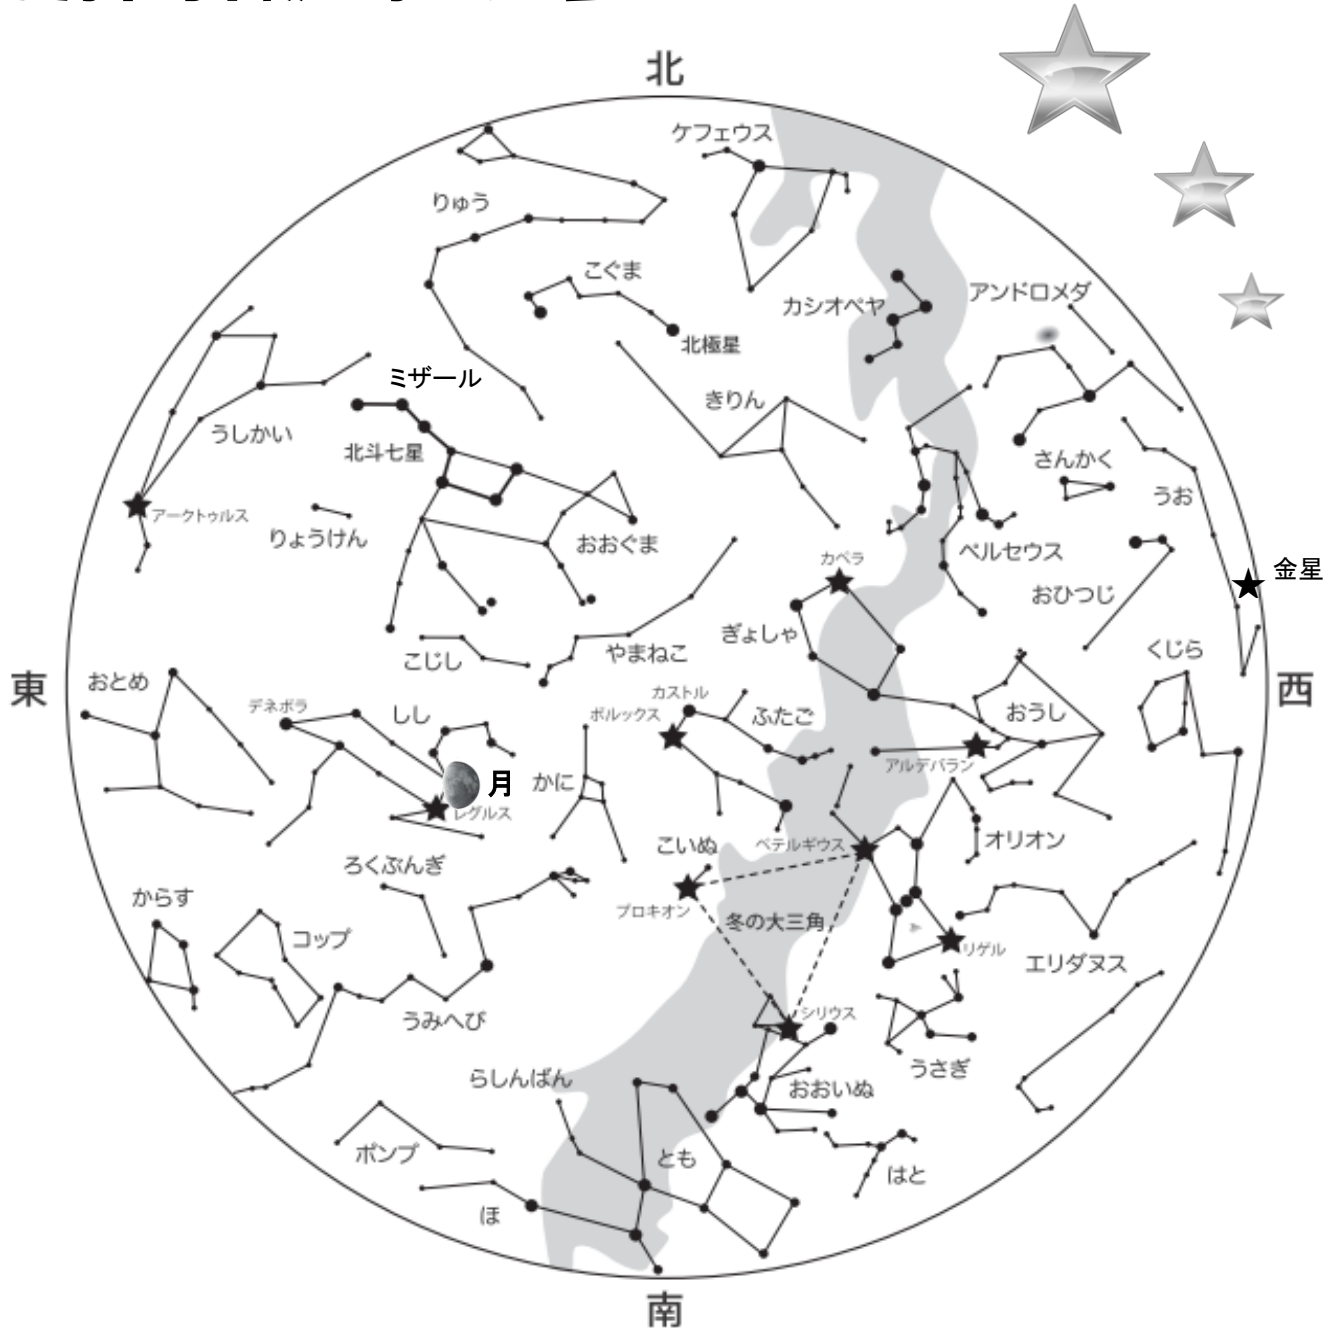 北
ケフェウス
りゅう
こぐま
カシオペヤ
アンドロメダ
北極星
ミザール
きりん
うしかい
北斗七星
さんかく
うお
アークトゥルス
りょうけん
おおぐま
ペルセウス
カペラ
金星
おひつじ
ぎょしゃ
こじし
やまねこ
くじら
東
おとめ
デネボラ
しし
カストル
ポルックス
ふたご
おうし
西
アルデバラン
月
かに
レグルス
こいぬ
ベテルギウス
オリオン
ろくぶんぎ
からす
プロキオン
冬の大三角
コップ
リゲル
エリダヌス
うみへび
シリウス
うさぎ
らしんばん
おおいぬ
ポンプ
とも
はと
ほ
南